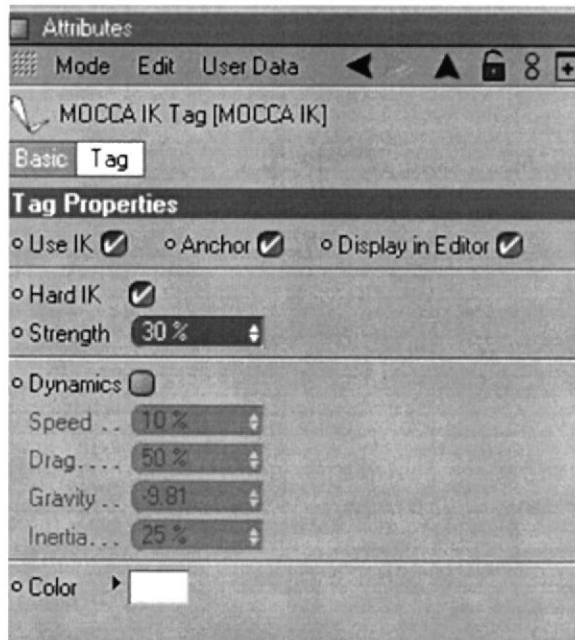 Attributes
Mode Edit User Data
MOCCA IK Tag [MOCCA IK]
Basic Tag
Tag Properties
Use IK Anchor Display in Editor
Hard IK
Strength 30 %
Dynamics
Speed .. 10 %
Drag.... 50 %
Gravity .. -9.81
Inertia... 25 %
Color